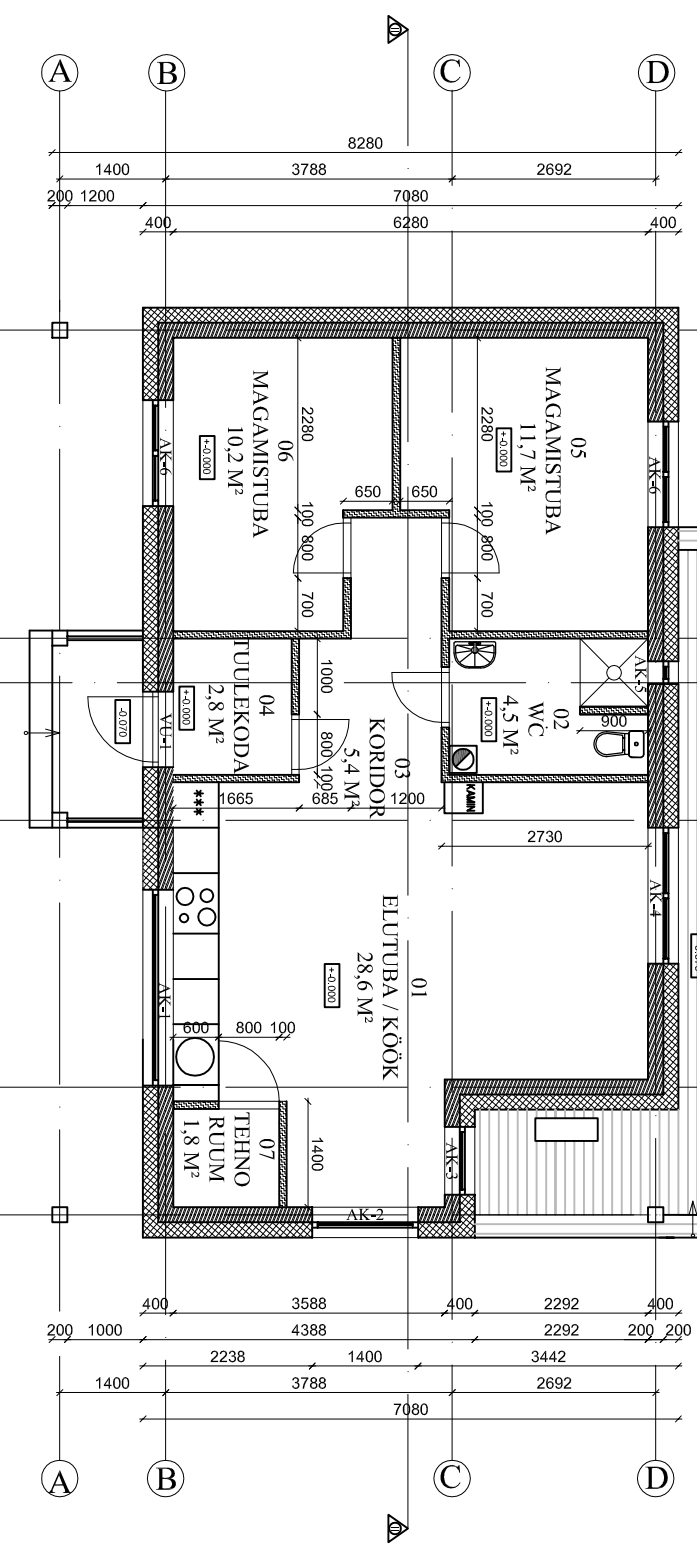 A
B
C
D
8280
1400
3788
2692
200
1200
7080
400
6280
400
06
MAGAMISTUBA
10,2 M²
+-0.000
05
MAGAMISTUBA
11,7 M²
+-0.000
2280
2280
AK-6
AK-6
650
650
100
800
700
100
800
700
04
TUULEKODA
2,8 M²
+-0.000
VU-1
-0.070
1000
800
100
03
KORIDOR
5,4 M²
02
WC
4,5 M²
+-0.000
AK-5
900
KAMIN
***
1665
685
1200
2730
01
ELUTUBA / KÖÖK
28,6 M²
+-0.000
AK-4
AK-1
600
800
100
07
TEHNO
RUUM
1,8 M²
1400
AK-3
AK-2
400
3588
400
2292
400
200
1000
4388
2292
200
200
2238
1400
3442
1400
3788
2692
7080
A
B
C
D